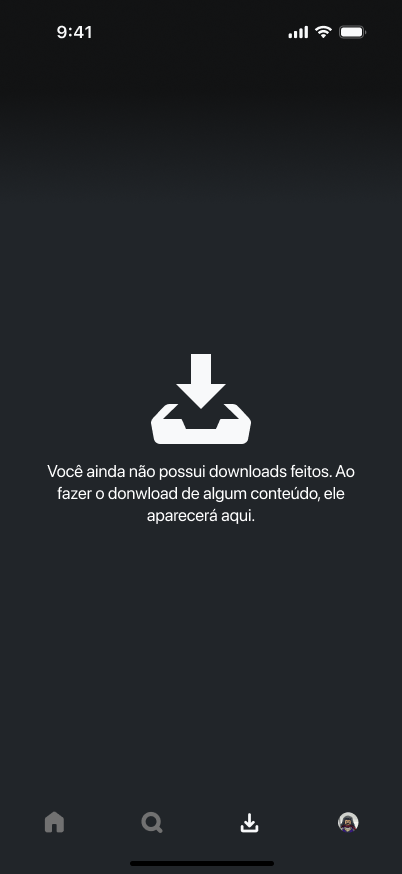 9:41
Você ainda não possui downloads feitos. Ao
fazer o donwload de algum conteúdo, ele
aparecerá aqui.